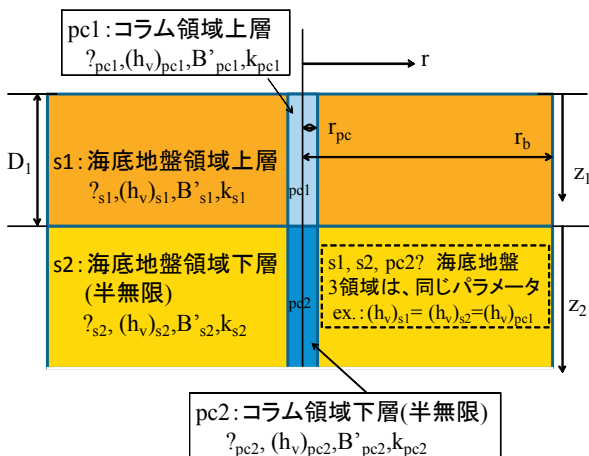 pc1：コラム領域上層
?pc1,(hv)pc1,B’pc1,kpc1
r
rpc
rb
D1
z1
s1：海底地盤領域上層
?s1,(hv)s1,B’s1,ks1
pc1
s2：海底地盤領域下層
(半無限)
?s2, (hv)s2,B’s2,ks2
pc2
s1, s2, pc2? 海底地盤
3領域は、同じパラメータ
ex.：(hv)s1= (hv)s2=(hv)pc1
z2
pc2：コラム領域下層(半無限)
?pc2, (hv)pc2,B’pc2,kpc2